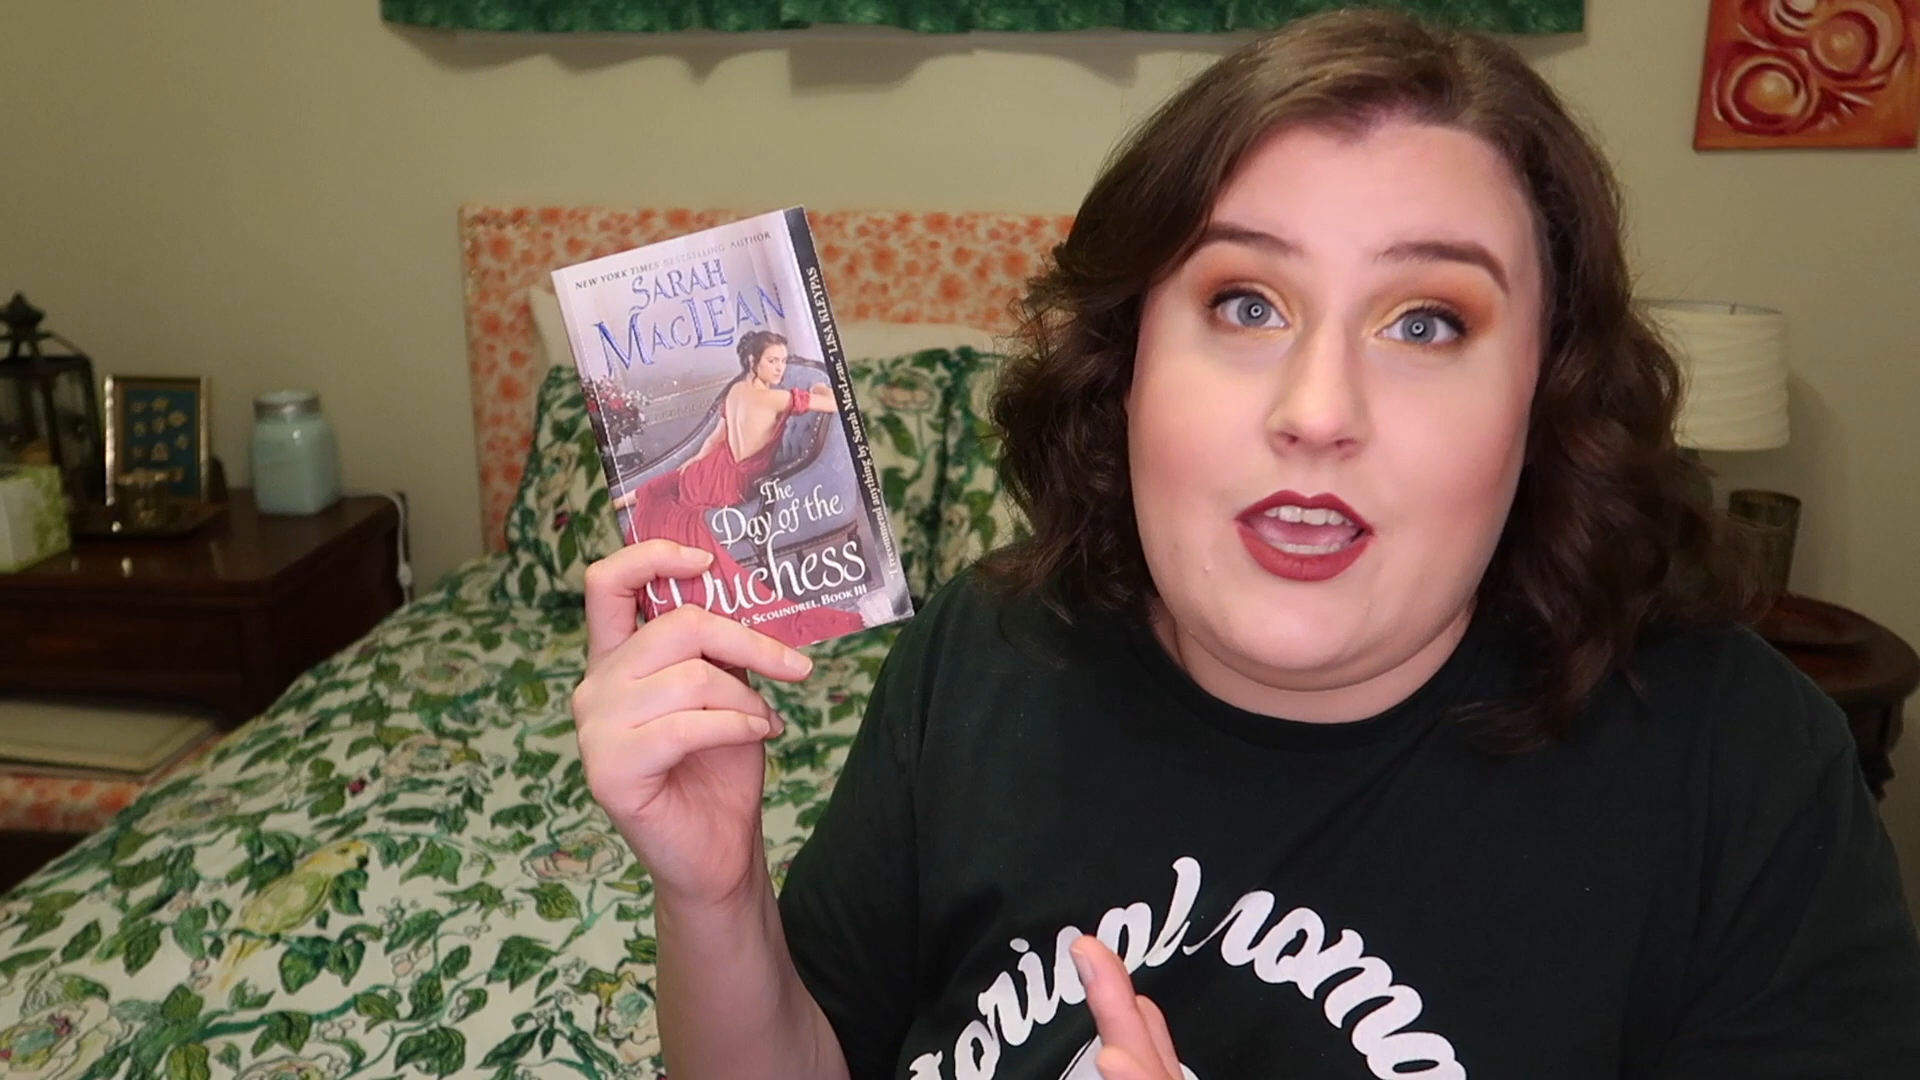 NEW YORK TIMES BESTSELLING AUTHOR
SARAH
MACLEAN
The
Day of the
Duchess
& SCOUNDREL, BOOK III
"I recommend anything by Sarah MacLean." LISA KLEYPAS